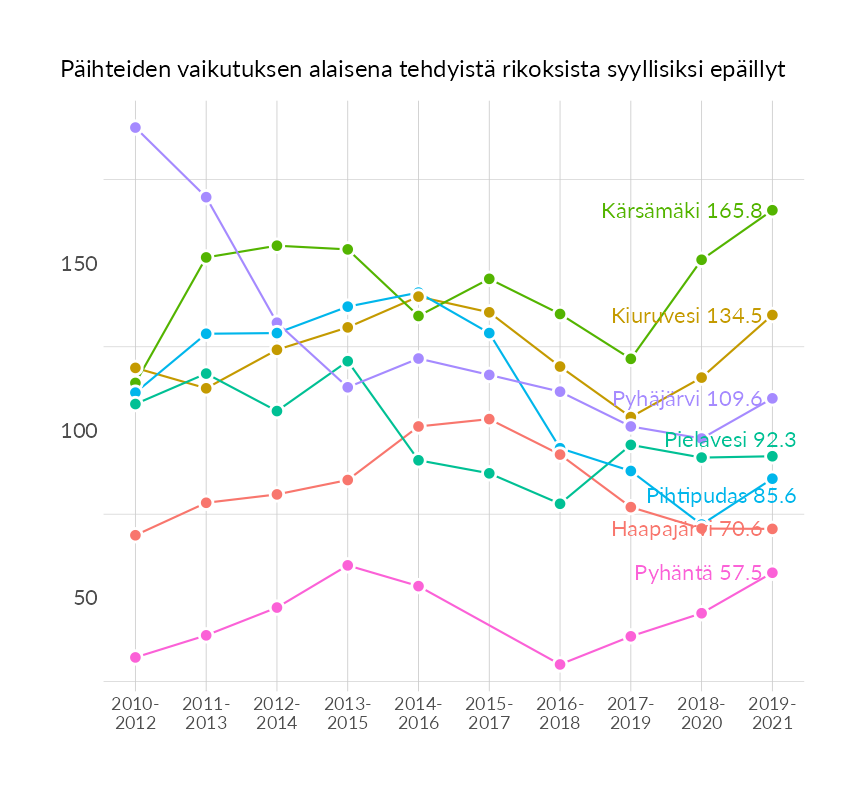 Päihteiden vaikutuksen alaisena tehdyistä rikoksista syyllisiksi epäillyt
Kärsämäki 165.8
150
Kiuruvesi 134.5
Pyhäjärvi 109.6
100
Pielavesi 92.3
Pihtipudas 85.6
Haapajärvi 70.6
Pyhäntä 57.5
50
2010- 2011- 2012- 2013- 2014- 2015- 2016- 2017- 2018- 2019-
2012 2013 2014 2015 2016 2017 2018 2019 2020 2021